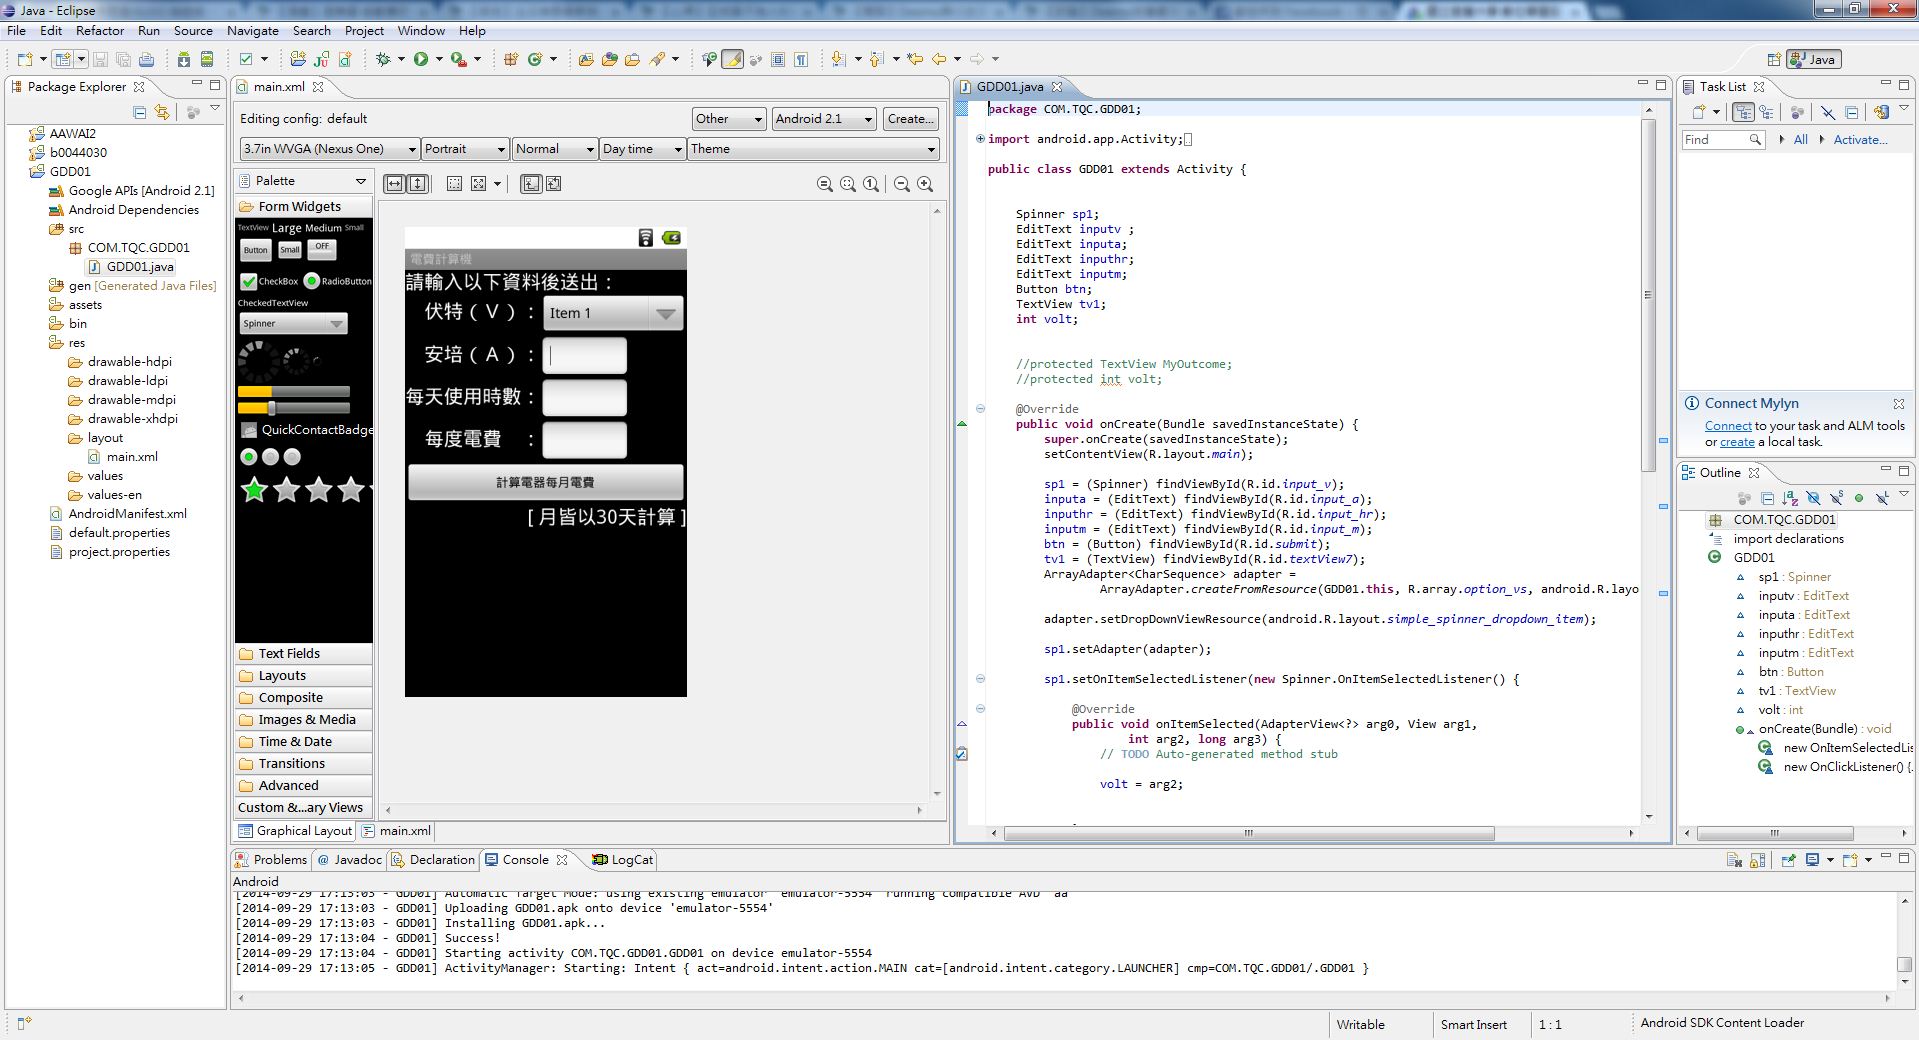 Java - Eclipse
File Edit Refactor Run Source Navigate Search Project Window Help
Java
Package Explorer
AAWAI2
b0044030
GDD01
Google APIs [Android 2.1]
Android Dependencies
src
COM.TQC.GDD01
GDD01.java
gen [Generated Java Files]
assets
bin
res
drawable-hdpi
drawable-ldpi
drawable-mdpi
drawable-xhdpi
layout
main.xml
values
values-en
AndroidManifest.xml
default.properties
project.properties
main.xml
Editing config: default
Other
Android 2.1
Create...
3.7in WVGA (Nexus One)
Portrait
Normal
Day time
Theme
Palette
Form Widgets
TextView Large Medium Small
Button Small OFF
CheckBox RadioButton
CheckedTextView
Spinner
QuickContactBadge
Text Fields
Layouts
Composite
Images & Media
Time & Date
Transitions
Advanced
Custom &...ary Views
電費計算機
請輸入以下資料後送出：
伏特（Ｖ）： Item 1
安培（Ａ）：
每天使用時數：
每度電費　：
計算電器每月電費
[ 月皆以30天計算 ]
Graphical Layout
main.xml
GDD01.java
package COM.TQC.GDD01;
import android.app.Activity;
public class GDD01 extends Activity {
Spinner sp1;
EditText inputv ;
EditText inputa;
EditText inputhr;
EditText inputm;
Button btn;
TextView tv1;
int volt;
//protected TextView MyOutcome;
//protected int volt;
@Override
public void onCreate(Bundle savedInstanceState) {
super.onCreate(savedInstanceState);
setContentView(R.layout.main);
sp1 = (Spinner) findViewById(R.id.input_v);
inputa = (EditText) findViewById(R.id.input_a);
inputhr = (EditText) findViewById(R.id.input_hr);
inputm = (EditText) findViewById(R.id.input_m);
btn = (Button) findViewById(R.id.submit);
tv1 = (TextView) findViewById(R.id.textView7);
ArrayAdapter<CharSequence> adapter =
ArrayAdapter.createFromResource(GDD01.this, R.array.option_vs, android.R.layo
adapter.setDropDownViewResource(android.R.layout.simple_spinner_dropdown_item);
sp1.setAdapter(adapter);
sp1.setOnItemSelectedListener(new Spinner.OnItemSelectedListener() {
@Override
public void onItemSelected(AdapterView<?> arg0, View arg1,
int arg2, long arg3) {
// TODO Auto-generated method stub
volt = arg2;
Task List
Find
All
Activate...
Connect Mylyn
Connect to your task and ALM tools
or create a local task.
Outline
COM.TQC.GDD01
import declarations
GDD01
sp1 : Spinner
inputv : EditText
inputa : EditText
inputhr : EditText
inputm : EditText
btn : Button
tv1 : TextView
volt : int
onCreate(Bundle) : void
new OnItemSelectedLis
new OnClickListener() {.
Problems @ Javadoc Declaration Console LogCat
Android
[2014-09-29 17:13:03 - GDD01] Automatic Target Mode: using existing emulator 'emulator-5554' running compatible AVD 'aa'
[2014-09-29 17:13:03 - GDD01] Uploading GDD01.apk onto device 'emulator-5554'
[2014-09-29 17:13:03 - GDD01] Installing GDD01.apk...
[2014-09-29 17:13:04 - GDD01] Success!
[2014-09-29 17:13:04 - GDD01] Starting activity COM.TQC.GDD01.GDD01 on device emulator-5554
[2014-09-29 17:13:05 - GDD01] ActivityManager: Starting: Intent { act=android.intent.action.MAIN cat=[android.intent.category.LAUNCHER] cmp=COM.TQC.GDD01/.GDD01 }
Writable
Smart Insert
1 : 1
Android SDK Content Loader